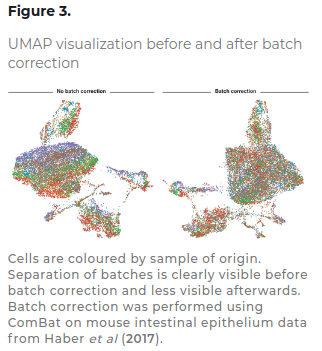 Figure 3.
UMAP visualization before and after batch
correction
No batch correction
Batch correction
Cells are coloured by sample of origin.
Separation of batches is clearly visible before
batch correction and less visible afterwards.
Batch correction was performed using
ComBat on mouse intestinal epithelium data
from Haber et al (2017).